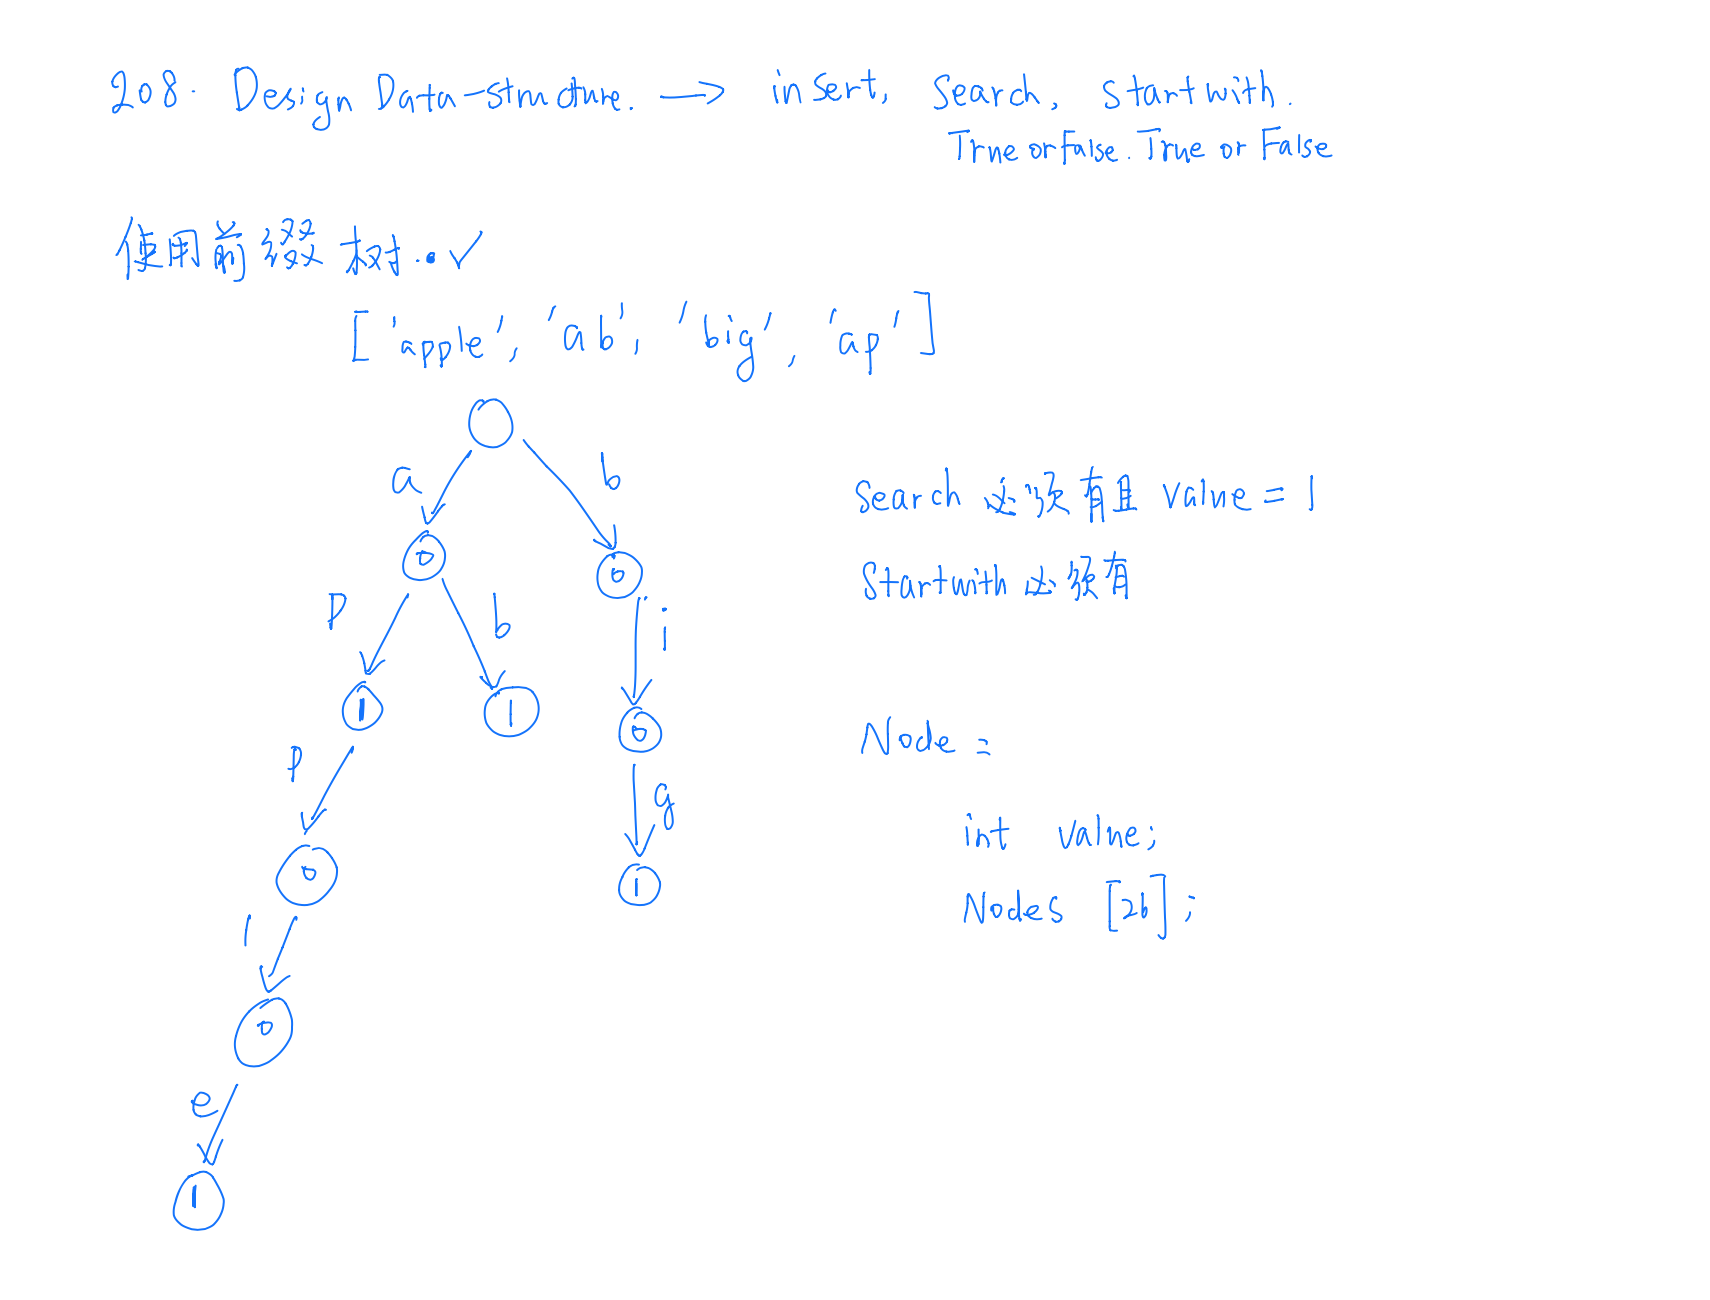 208. Design Data-structure. → insert, Search, startwith.
True or False. True or False
使用前缀树. ✓
['apple', 'ab', 'big', 'ap']
a
b
0
0
p
b
i
1
1
0
p
g
0
1
l
0
e
1
Search 必须有且 value = 1
Startwith 必须有
Node =
int value;
Nodes [26];